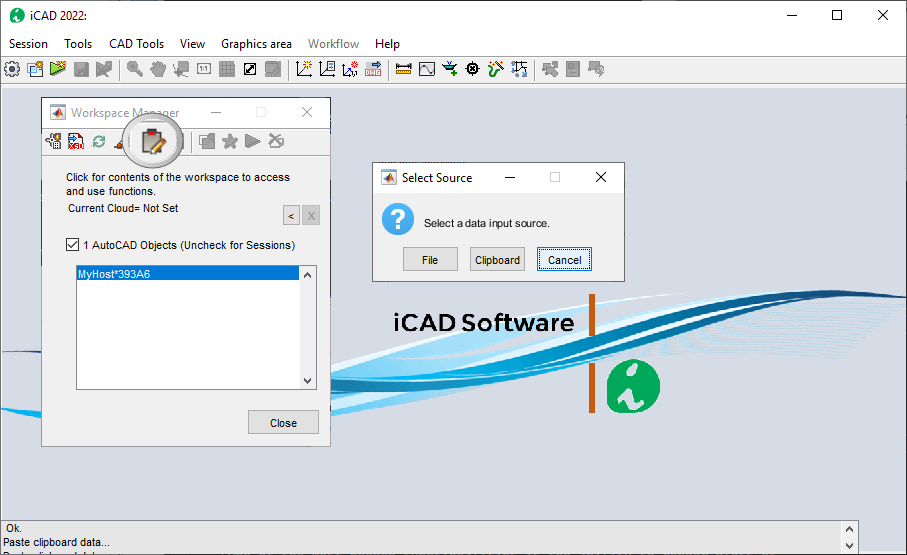 iCAD 2022:
Session Tools CAD Tools View Graphics area Workflow Help
Workspace Manager
Click for contents of the workspace to access
and use functions.
Current Cloud= Not Set
< X
1 AutoCAD Objects (Uncheck for Sessions)
MyHost*393A6
Close
Select Source
Select a data input source.
File Clipboard Cancel
iCAD Software
Ok.
Paste clipboard data...